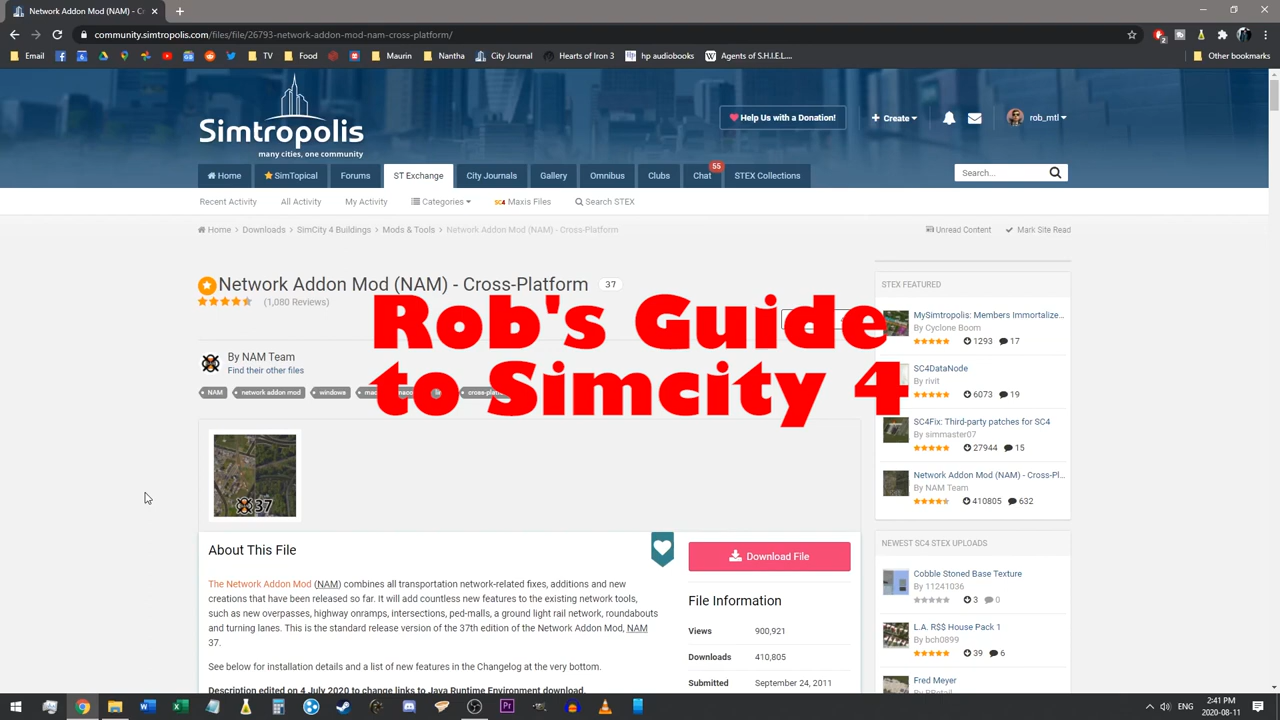 Network Addon Mod (NAM) - C
community.simtropolis.com/files/file/26793-network-addon-mod-nam-cross-platform/
2
Email
TV
Food
Maurin
Nantha
City Journal
Hearts of Iron 3
hp audiobooks
Agents of S.H.I.E.L...
Other bookmarks
Simtropolis
many cities, one community
Help Us with a Donation!
Create
rob_mtl
Home
SimTopical
Forums
ST Exchange
City Journals
Gallery
Omnibus
Clubs
Chat
55
STEX Collections
Search...
Recent Activity
All Activity
My Activity
Categories
SC4 Maxis Files
Search STEX
Home > Downloads > SimCity 4 Buildings > Mods & Tools > Network Addon Mod (NAM) - Cross-Platform
Unread Content
Mark Site Read
Network Addon Mod (NAM) - Cross-Platform 37
(1,080 Reviews)
Rob's Guide
to Simcity 4
By NAM Team
Find their other files
NAM
network addon mod
windows
37
About This File
Download File
The Network Addon Mod (NAM) combines all transportation network-related fixes, additions and new
creations that have been released so far. It will add countless new features to the existing network tools,
such as new overpasses, highway onramps, intersections, ped-malls, a ground light rail network, roundabouts
and turning lanes. This is the standard release version of the 37th edition of the Network Addon Mod, NAM
37.
See below for installation details and a list of new features in the Changelog at the very bottom.
Description edited on 4 July 2020 to change links to Java Runtime Environment download.
File Information
Views 900,921
Downloads 410,805
Submitted September 24, 2011
STEX FEATURED
MySimtropolis: Members Immortalize...
By Cyclone Boom
1293 17
SC4DataNode
By rivit
6073 19
SC4Fix: Third-party patches for SC4
By simmaster07
27944 15
Network Addon Mod (NAM) - Cross-Pl...
By NAM Team
410805 632
NEWEST SC4 STEX UPLOADS
Cobble Stoned Base Texture
By 11241036
3 0
L.A. R$$ House Pack 1
By bch0899
39 6
Fred Meyer
ENG
2:41 PM
2020-08-11